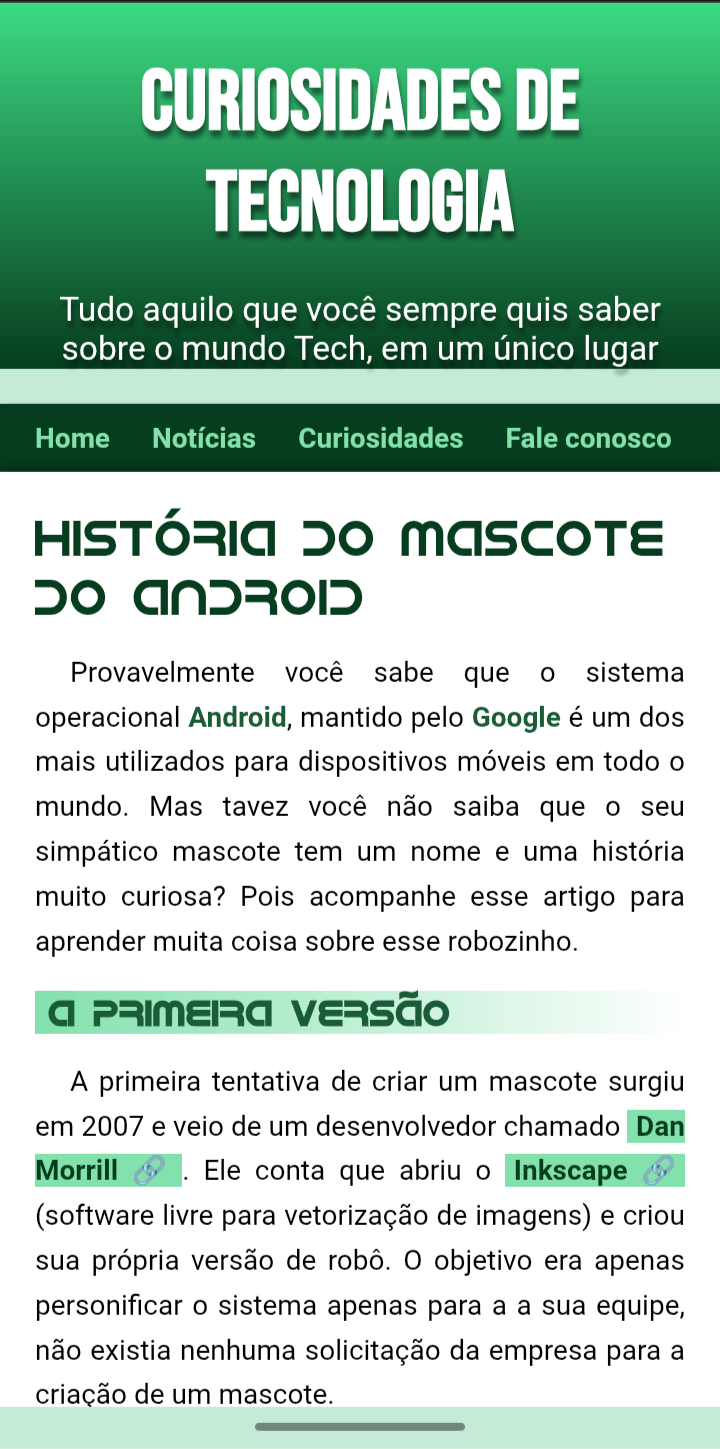 CURIOSIDADES DE
TECNOLOGIA
Tudo aquilo que você sempre quis saber
sobre o mundo Tech, em um único lugar
Home Notícias Curiosidades Fale conosco
HISTÓRIA DO MASCOTE
DO ANDROID
Provavelmente você sabe que o sistema
operacional Android, mantido pelo Google é um dos
mais utilizados para dispositivos móveis em todo o
mundo. Mas tavez você não saiba que o seu
simpático mascote tem um nome e uma história
muito curiosa? Pois acompanhe esse artigo para
aprender muita coisa sobre esse robozinho.
A PRIMEIRA VERSÃO
A primeira tentativa de criar um mascote surgiu
em 2007 e veio de um desenvolvedor chamado Dan
Morrill 🔗 . Ele conta que abriu o Inkscape 🔗
(software livre para vetorização de imagens) e criou
sua própria versão de robô. O objetivo era apenas
personificar o sistema apenas para a a sua equipe,
não existia nenhuma solicitação da empresa para a
criação de um mascote.